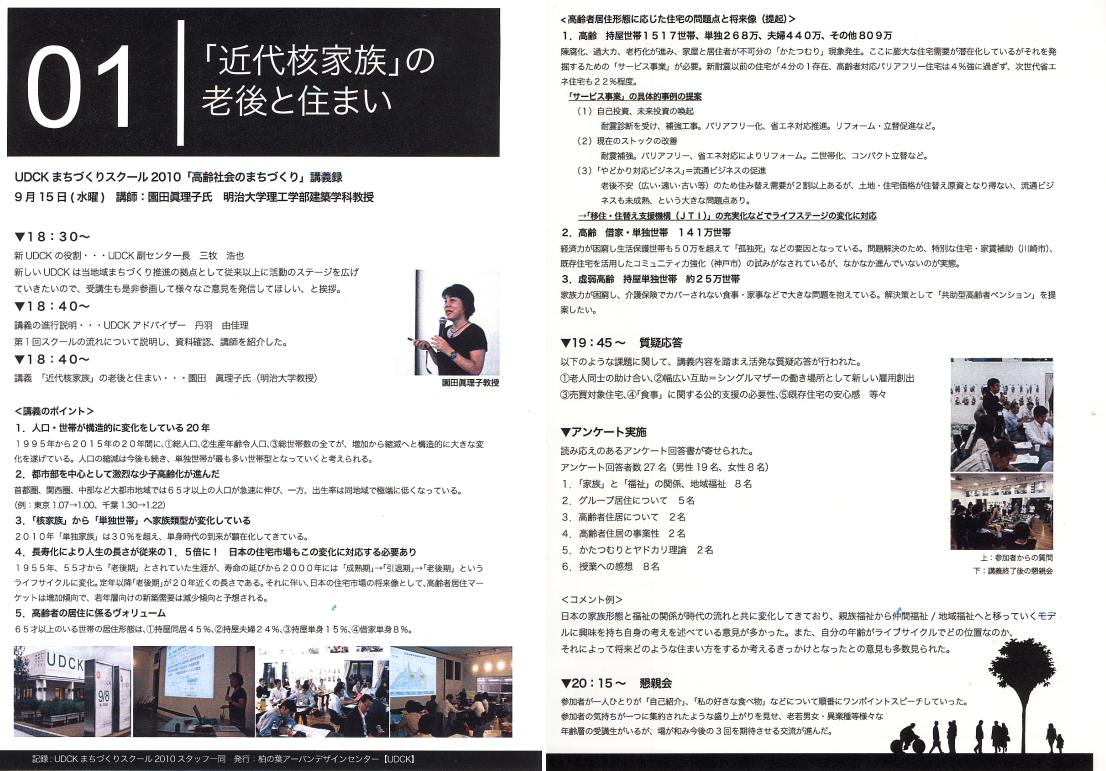 01
「近代核家族」の
老後と住まい
UDCK まちづくりスクール 2010「高齢社会のまちづくり」講義録
9 月 15 日 ( 水曜 )　講師：園田眞理子氏　明治大学理工学部建築学科教授
▼１８：３０～
新 UDCK の役割・・・UDCK 副センター長　三牧　浩也
新しい UDCK は当地域まちづくり推進の拠点として従来以上に活動のステージを広げ
ていきたいので、受講生も是非参画して様々なご意見を発信してほしい、と挨拶。
▼１８：４０～
講義の進行説明・・・UDCK アドバイザー　丹羽　由佳理
第１回スクールの流れについて説明し、資料確認、講師を紹介した。
▼１８：４０～
講義　「近代核家族」の老後と住まい・・・園田　眞理子氏（明治大学教授）
園田眞理子教授
＜講義のポイント＞
１．人口・世帯が構造的に変化をしている 20 年
１９９５年から２０１５年の２０年間に、①総人口、②生産年齢令人口、③総世帯数の全てが、増加から縮減へと構造的に大きな変
化を遂げている。人口の縮減は今後も続き、単独世帯が最も多い世帯型となっていくと考えられる。
２．都市部を中心として激烈な少子高齢化が進んだ
首都圏、関西圏、中部など大都市地域では６５才以上の人口が急速に伸び、一方、出生率は同地域で極端に低くなっている。
（例：東京 1.07→1.00、千葉 1.30→1.22）
３．「核家族」から「単独世帯」へ家族類型が変化している
２０１０年「単独家族」は３０％を超え、単身時代の到来が顕在化してきている。
４．長寿化により人生の長さが従来の１．５倍に！　日本の住宅市場もこの変化に対応する必要あり
１９５５年、５５才から「老後期」とされていた生涯が、寿命の延びから２０００年には「成熟期」→「引退期」→「老後期」という
ライフサイクルに変化。定年以降「老後期」が２０年近くの長さである。それに伴い、日本の住宅市場の将来像として、高齢者居住マー
ケットは増加傾向で、若年層向けの新築需要は減少傾向と予想される。
５．高齢者の居住に係るヴォリューム
６５才以上のいる世帯の居住形態は、①持屋同居４５％、②持屋夫婦２４％、③持屋単身１５％、④借家単身８％。
UDCK
9/8
記録 : UDCK まちづくりスクール 2010 スタッフ一同　発行：柏の葉アーバンデザインセンター【UDCK】
＜高齢者居住形態に応じた住宅の問題点と将来像（提起）＞
１．高齢　持屋世帯１５１７世帯、単独２６８万、夫婦４４０万、その他８０９万
陳腐化、過大力、老朽化が進み、家屋と居住者が不可分の「かたつむり」現象発生。ここに膨大な住宅需要が潜在化しているがそれを発
掘するための「サービス事業」が必要。新耐震以前の住宅が４分の１存在、高齢者対応バリアフリー住宅は４％強に過ぎず、次世代省エ
ネ住宅も２２％程度。
「サービス事業」の具体的事例の提案
（１）自己投資、未来投資の喚起
耐震診断を受け、補強工事。バリアフリー化、省エネ対応推進。リフォーム・立替促進など。
（２）現在のストックの改善
耐震補強。バリアフリー、省エネ対応によりリフォーム。二世帯化、コンパクト立替など。
（３）「やどかり対応ビジネス」＝流通ビジネスの促進
老後不安（広い・速い・古い等）のため住み替え需要が２割以上あるが、土地・住宅価格が住替え原資となり得ない、流通ビジ
ネスも未成熟、という大きな問題点あり。
→「移住・住替え支援機構（ＪＴＩ）」の充実化などでライフステージの変化に対応
２．高齢　借家・単独世帯　１４１万世帯
経済力が困窮し生活保護世帯も５０万を超えて「孤独死」などの要因となっている。問題解決のため、特別な住宅・家賃補助（川崎市）、
既存住宅を活用したコミュニティ力強化（神戸市）の試みがなされているが、なかなか進んでいないのが実態。
３．虚弱高齢　持屋単独世帯　約２５万世帯
家族力が困窮し、介護保険でカバーされない食事・家事などで大きな問題を抱えている。解決策として「共助型高齢者ペンション」を提
案したい。
▼19：45 ～　質疑応答
以下のような課題に関して、講義内容を踏まえ活発な質疑応答が行われた。
①老人同士の助け合い、②幅広い互助＝シングルマザーの働き場所として新しい雇用創出
③売買対象住宅、④「食事」に関する公的支援の必要性、⑤既存住宅の安心感　等々
▼アンケート実施
読み応えのあるアンケート回答書が寄せられた。
アンケート回答者数 27 名（男性 19 名、女性 8 名）
１．「家族」と「福祉」の関係、地域福祉　８名
２．グループ居住について　５名
３．高齢者居住について　２名
４．高齢者住居の事業性　２名
５．かたつむりとヤドカリ理論　２名
６．授業への感想　８名
上：参加者からの質問
下：講義終了後の懇親会
＜コメント例＞
日本の家族形態と福祉の関係が時代の流れと共に変化してきており、親族福祉から仲間福祉 / 地域福祉へと移っていくモデ
ルに興味を持ち自身の考えを述べている意見が多かった。また、自分の年齢がライブサイクルでどの位置なのか、
それによって将来どのような住まい方をするか考えるきっかけとなったとの意見も多数見られた。
▼20：15 ～　懇親会
参加者が一人ひとりが「自己紹介」、「私の好きな食べ物」などについて順番にワンポイントスピーチしていった。
参加者の気持ちが一つに集約されたような盛り上がりを見せ、老若男女・異業種等様々な
年齢層の受講生がいるが、場が和み今後の 3 回を期待させる交流が進んだ。